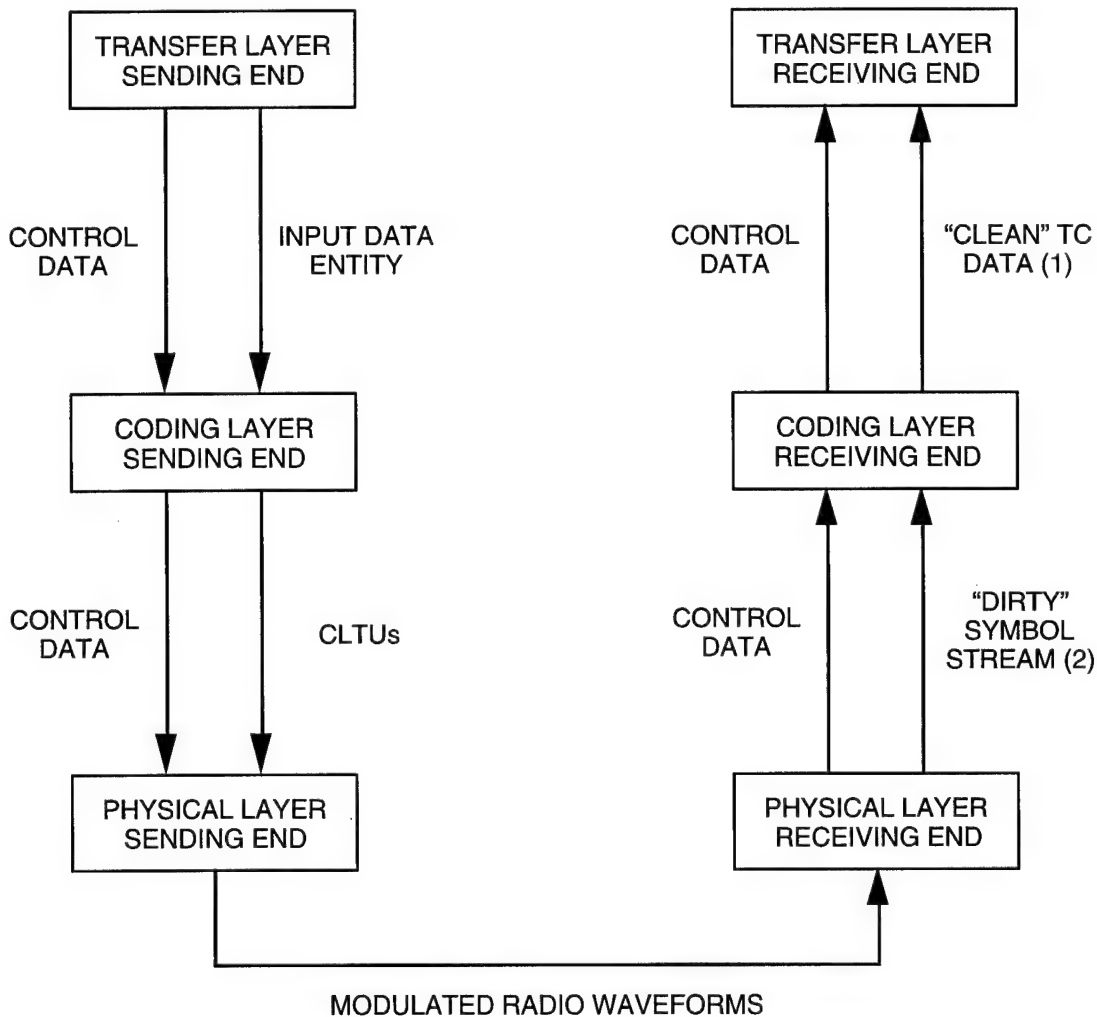 TRANSFER LAYER
SENDING END
TRANSFER LAYER
RECEIVING END
CONTROL
DATA
INPUT DATA
ENTITY
CONTROL
DATA
“CLEAN” TC
DATA (1)
CODING LAYER
SENDING END
CODING LAYER
RECEIVING END
CONTROL
DATA
CLTUs
CONTROL
DATA
“DIRTY”
SYMBOL
STREAM (2)
PHYSICAL LAYER
SENDING END
PHYSICAL LAYER
RECEIVING END
MODULATED RADIO WAVEFORMS